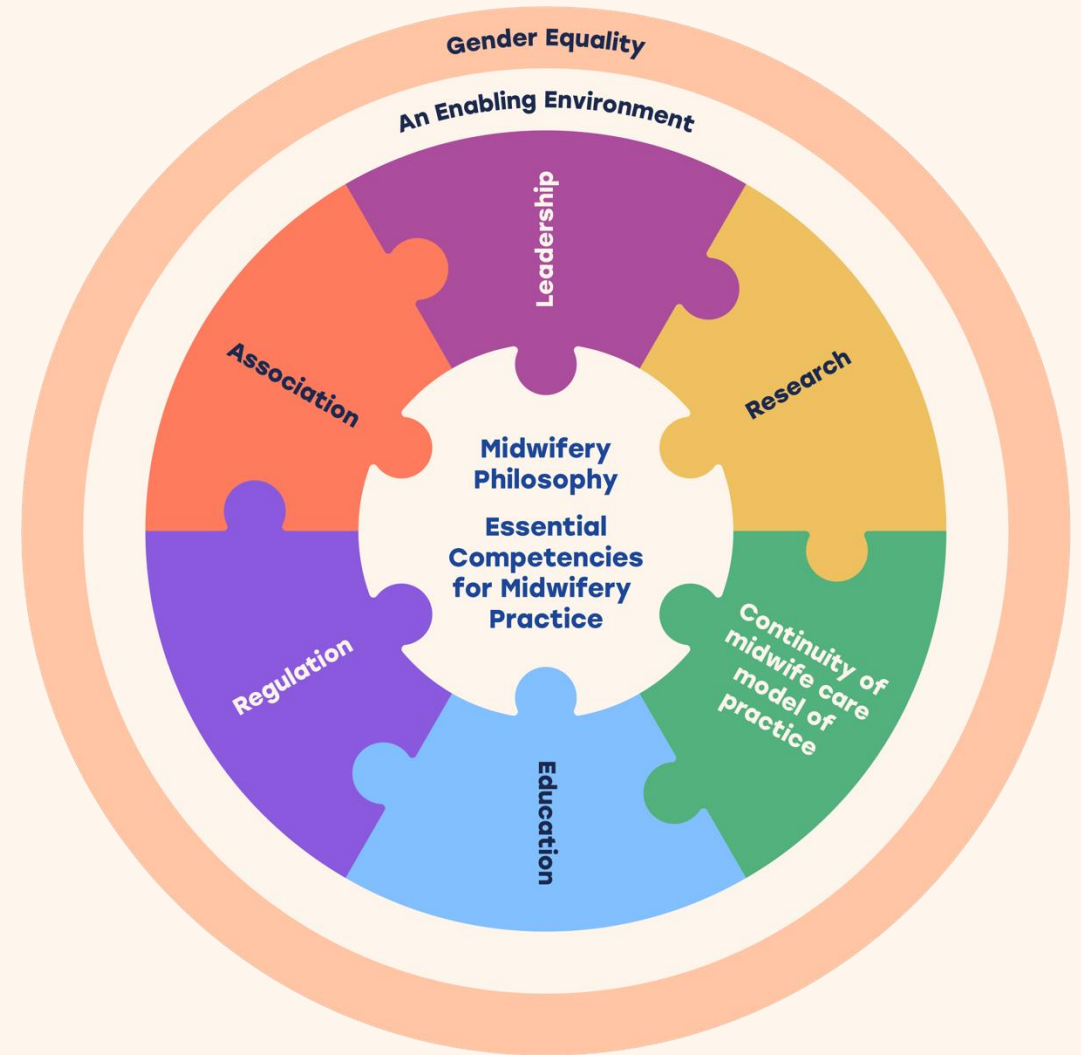 Gender Equality
An Enabling Environment
Leadership
Research
Continuity of
midwife care
model of
practice
Education
Regulation
Association
Midwifery
Philosophy
Essential
Competencies
for Midwifery
Practice